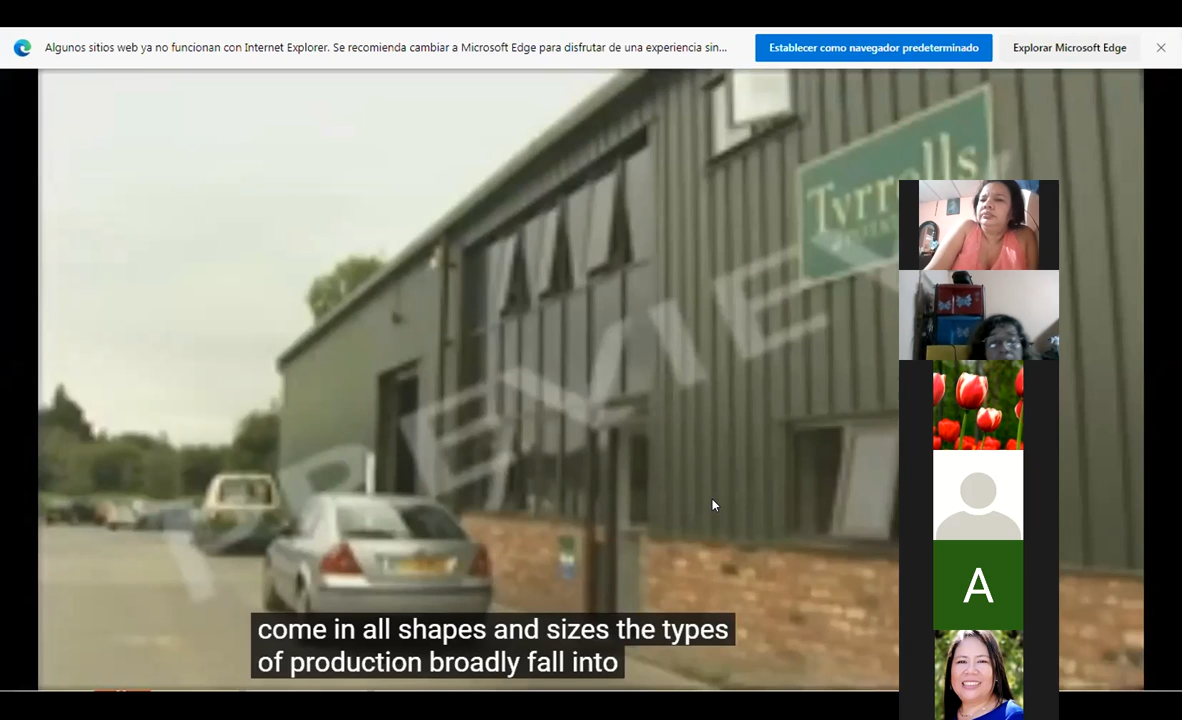 Algunos sitios web ya no funcionan con Internet Explorer. Se recomienda cambiar a Microsoft Edge para disfrutar de una experiencia sin...
Establecer como navegador predeterminado
Explorar Microsoft Edge
Tyrrells
PREVIEW
A
come in all shapes and sizes the types
of production broadly fall into